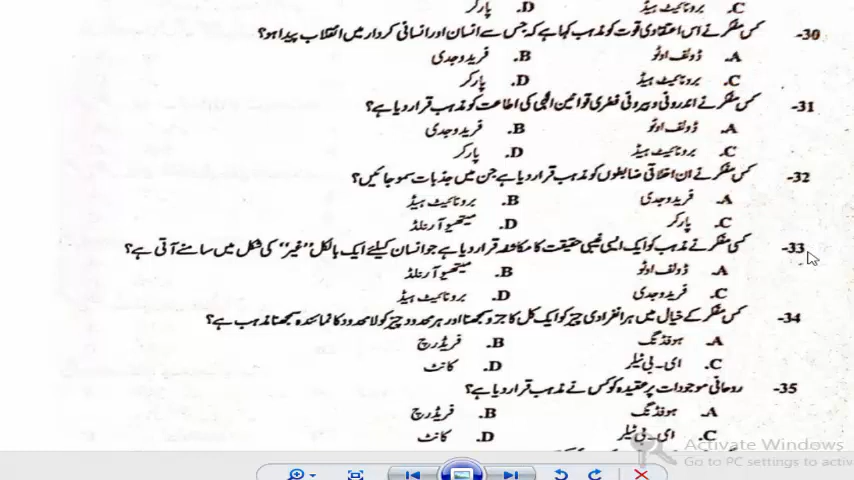 C. برونائیٹ ہیڈ D. پارکر
-30 کس مفکر نے اس اعتقادی قوت کو مذہب کہا ہے کہ جس سے انسان اور انسانی کردار میں انقلاب پیدا ہو؟
A. ڈولف اوٹو B. فرید وجدی
C. برونائیٹ ہیڈ D. پارکر
-31 کس مفکر نے اندرونی و بیرونی فطری قوانین الٰہی کی اطاعت کو مذہب قرار دیا ہے؟
A. ڈولف اوٹو B. فرید وجدی
C. برونائیٹ ہیڈ D. پارکر
-32 کس مفکر نے ان اخلاقی ضابطوں کو مذہب قرار دیا ہے جن میں جذبات سمو جائیں؟
A. فرید وجدی B. برونائیٹ ہیڈ
C. پارکر D. میتھیو آرنلڈ
-33 کس مفکر نے مذہب کو ایک ایسی غیبی حقیقت کا مکاشفہ قرار دیا ہے جو انسان کیلئے ایک بالکل "غیر" کی شکل میں سامنے آتی ہے؟
A. ڈولف اوٹو B. میتھیو آرنلڈ
C. فرید وجدی D. برونائیٹ ہیڈ
-34 کس مفکر کے خیال میں ہر انفرادی چیز کو ایک کل کا جزو سمجھنا اور ہر محدود چیز کو لامحدود کا نمائندہ سمجھنا مذہب ہے؟
A. ہوفڈنگ B. فریڈرچ
C. ای۔ بی ٹیلر D. کانٹ
-35 روحانی موجودات پر عقیدہ کو کس نے مذہب قرار دیا ہے؟
A. ہوفڈنگ B. فریڈرچ
C. ای۔ بی ٹیلر D. کانٹ
Activate Windows
Go to PC settings to activ